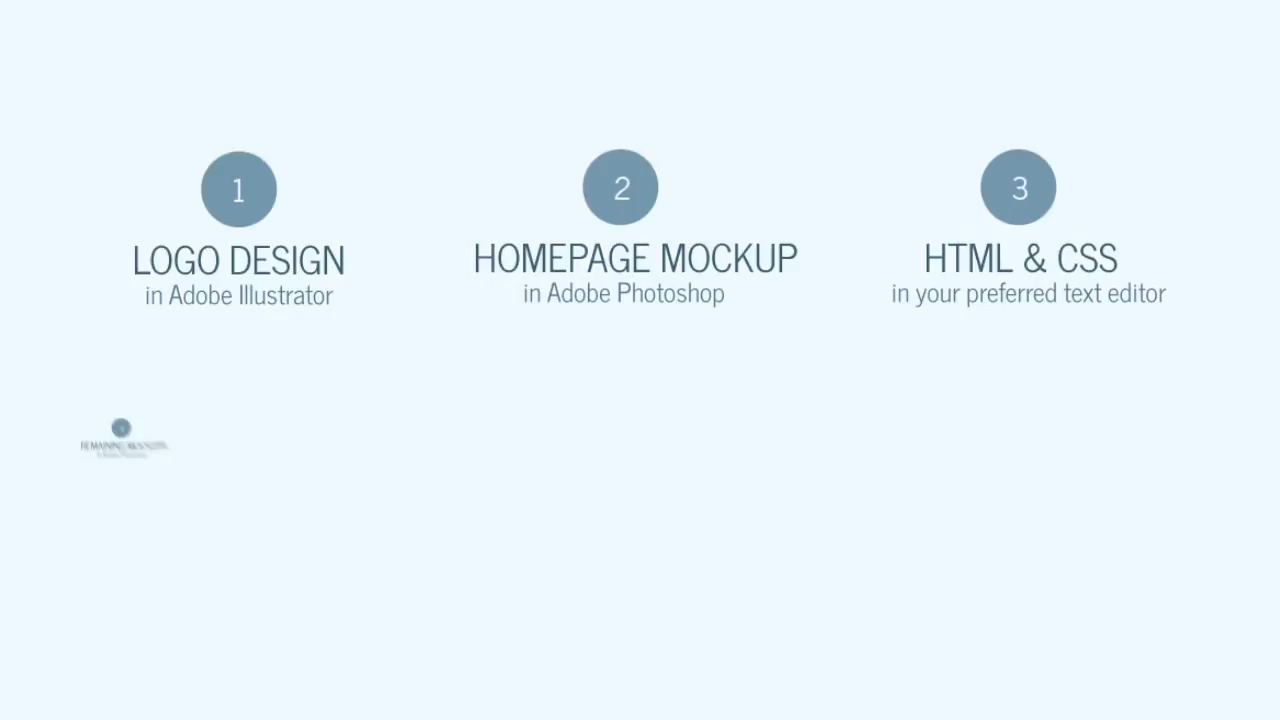 1
LOGO DESIGN
in Adobe Illustrator
2
HOMEPAGE MOCKUP
in Adobe Photoshop
3
HTML & CSS
in your preferred text editor
REMAINING